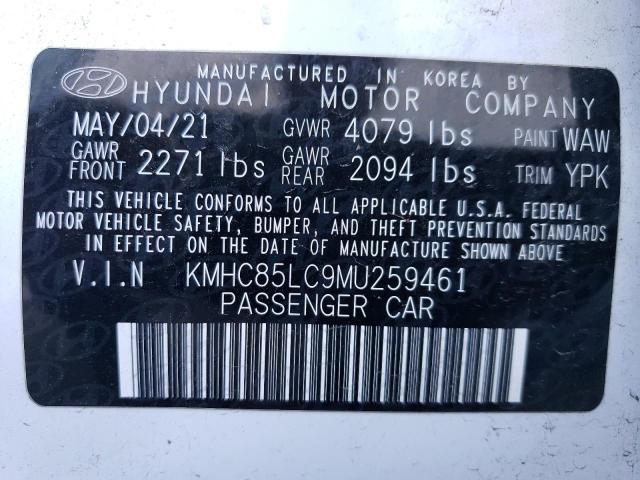 MANUFACTURED IN KOREA BY
HYUNDAI MOTOR COMPANY
MAY/04/21 GVWR 4079 lbs PAINT WAW
GAWR FRONT 2271 lbs GAWR REAR 2094 lbs TRIM YPK
THIS VEHICLE CONFORMS TO ALL APPLICABLE U.S.A. FEDERAL
MOTOR VEHICLE SAFETY, BUMPER, AND THEFT PREVENTION STANDARDS
IN EFFECT ON THE DATE OF MANUFACTURE SHOWN ABOVE.
V.I.N KMHC85LC9MU259461
PASSENGER CAR